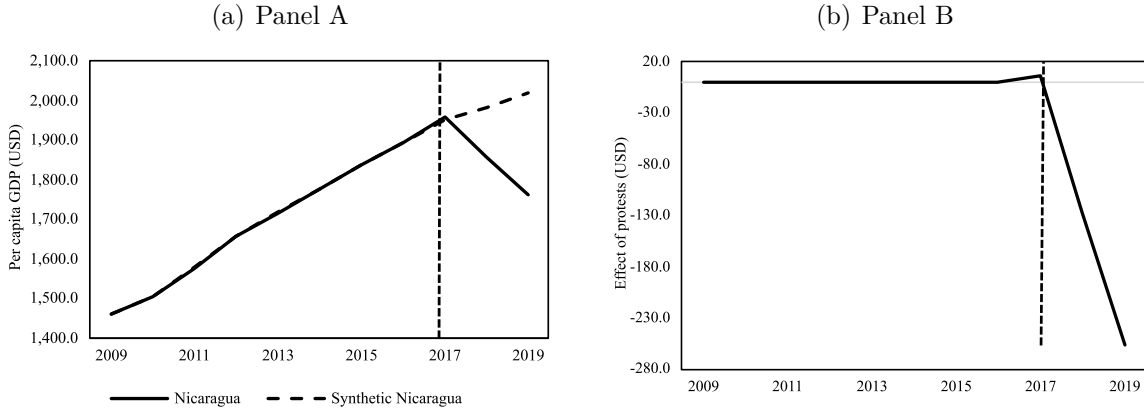 (a) Panel A
2,100.0
2,000.0
1,900.0
1,800.0
1,700.0
1,600.0
1,500.0
1,400.0
Per capita GDP (USD)
2009 2011 2013 2015 2017 2019
Nicaragua Synthetic Nicaragua
(b) Panel B
20.0
-30.0
-80.0
-130.0
-180.0
-230.0
-280.0
Effect of protests (USD)
2009 2011 2013 2015 2017 2019